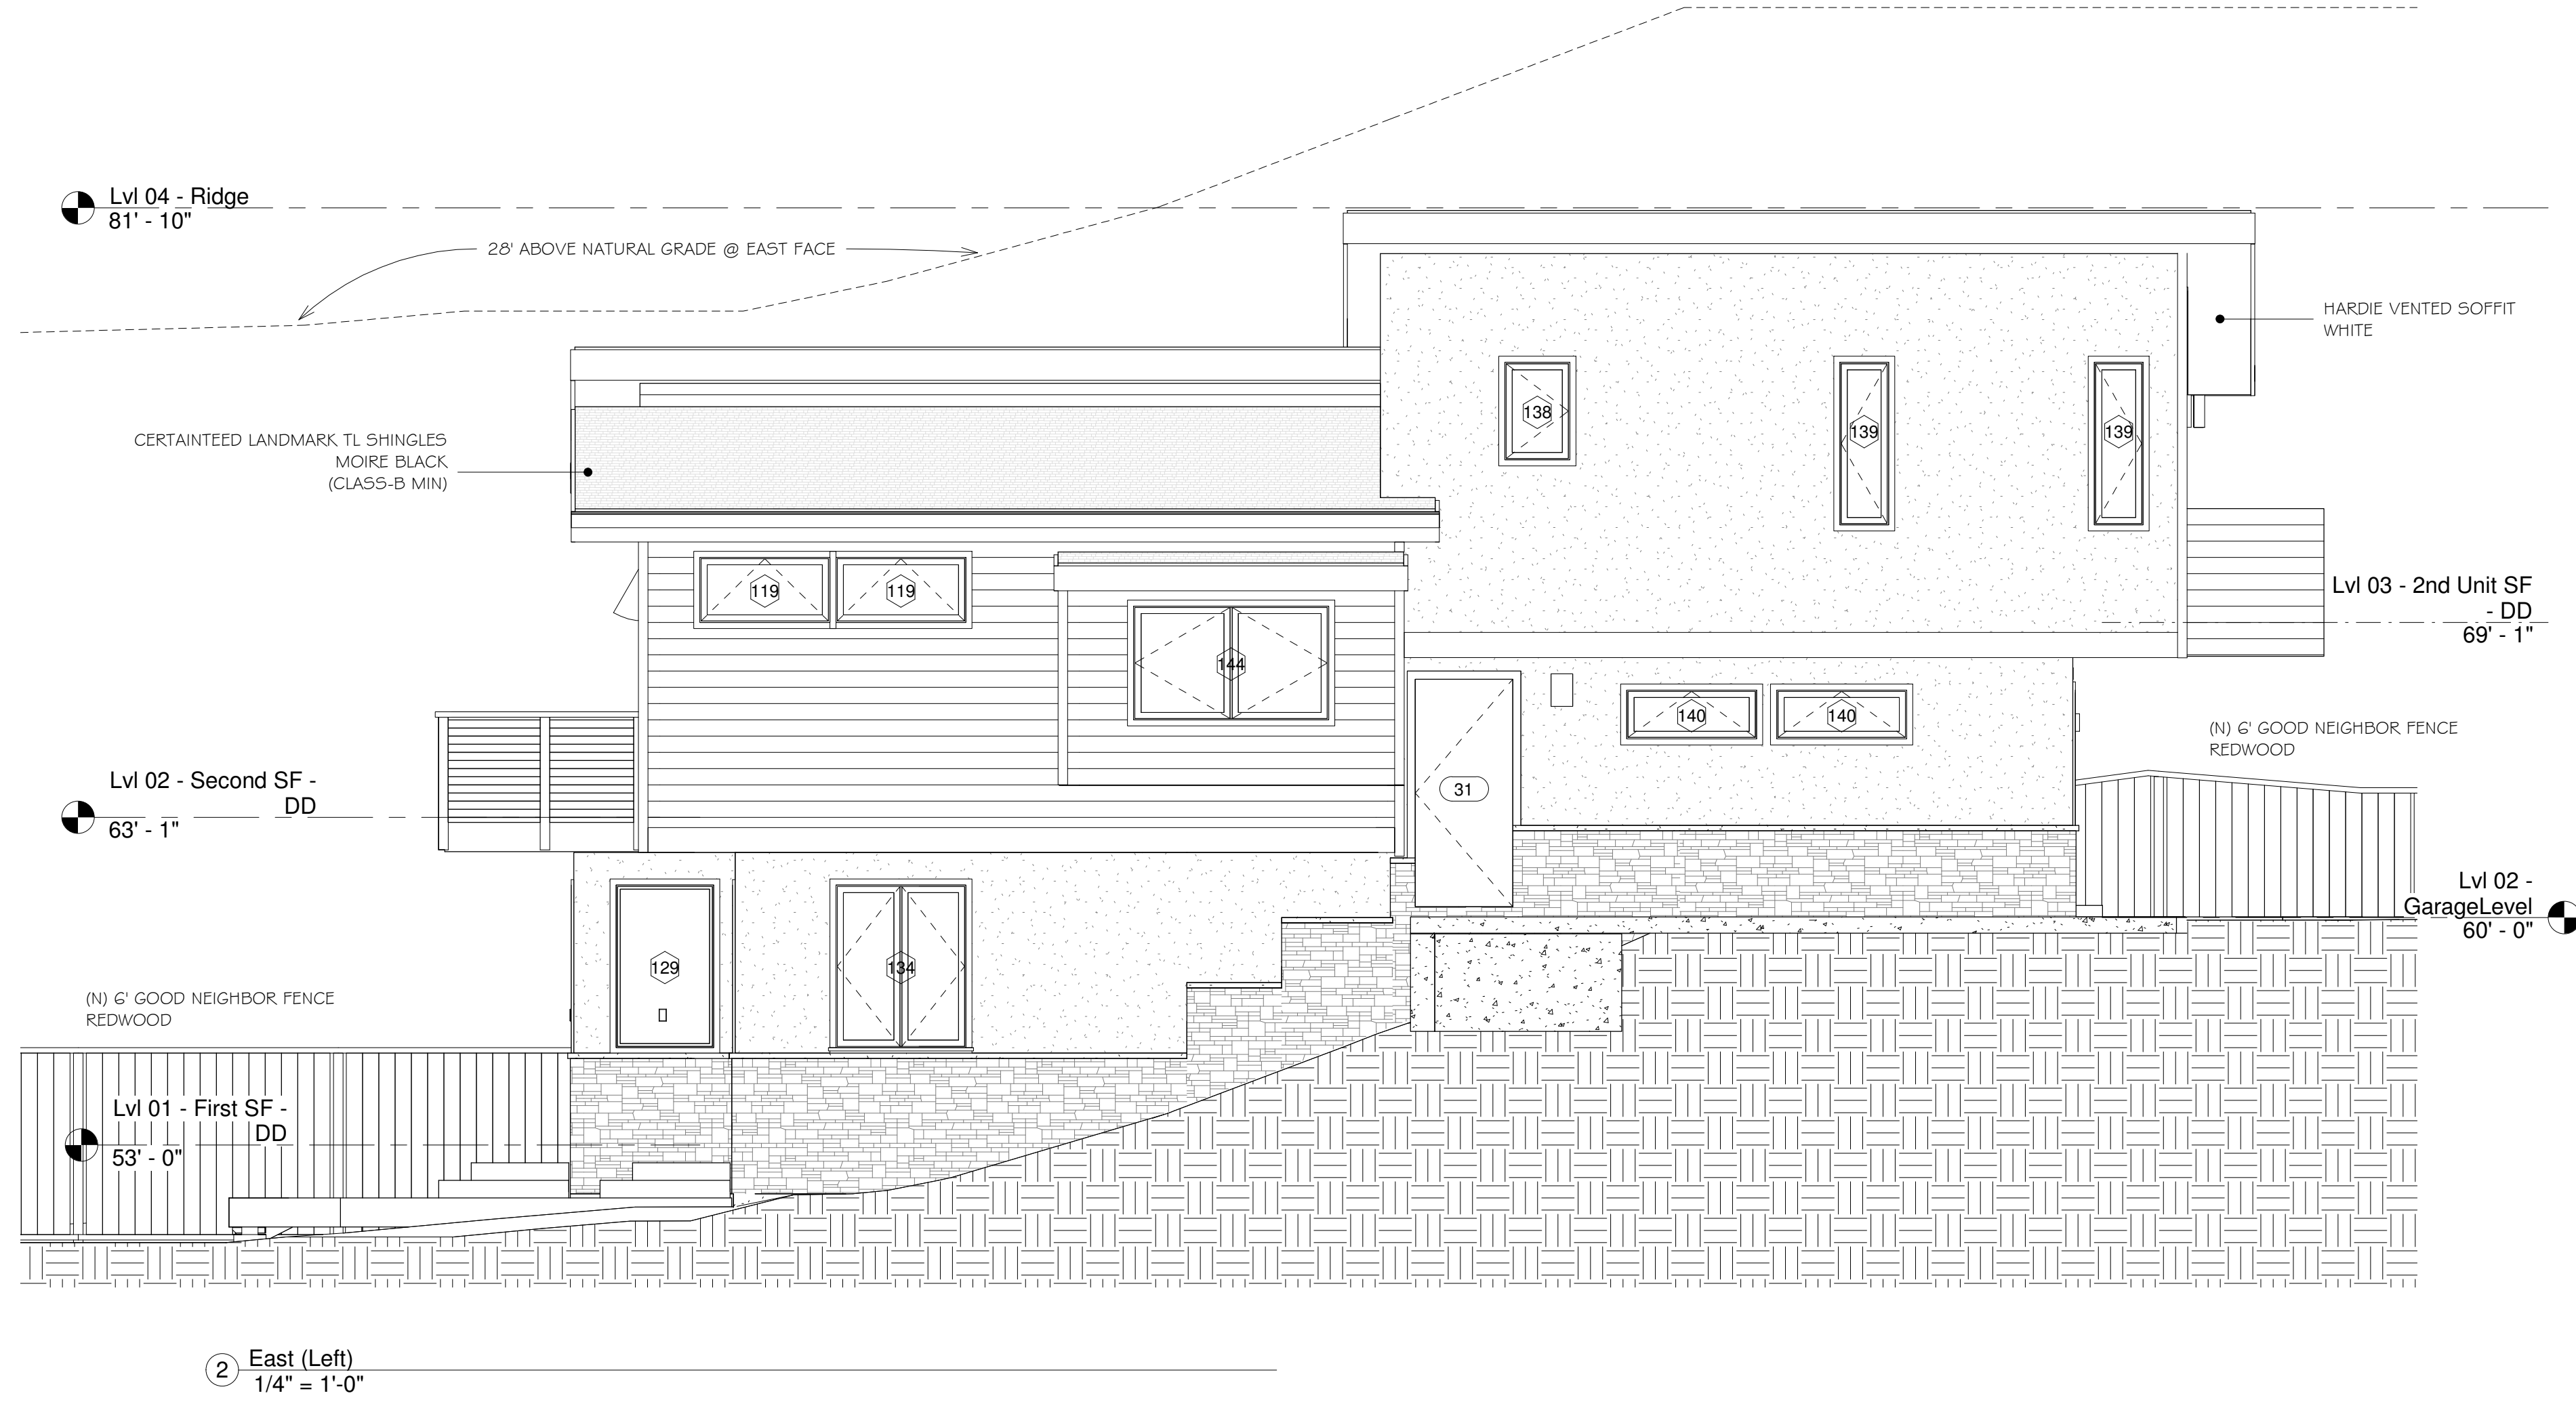 Lvl 04 - Ridge
81' - 10"
28' ABOVE NATURAL GRADE @ EAST FACE
HARDIE VENTED SOFFIT
WHITE
CERTAINTEED LANDMARK TL SHINGLES
MOIRE BLACK
(CLASS-B MIN)
138
139
139
119
119
144
Lvl 03 - 2nd Unit SF
- DD
69' - 1"
140
140
(N) 6' GOOD NEIGHBOR FENCE
REDWOOD
31
Lvl 02 - Second SF -
DD
63' - 1"
Lvl 02 -
GarageLevel
60' - 0"
129
134
(N) 6' GOOD NEIGHBOR FENCE
REDWOOD
Lvl 01 - First SF -
DD
53' - 0"
2
East (Left)
1/4" = 1'-0"